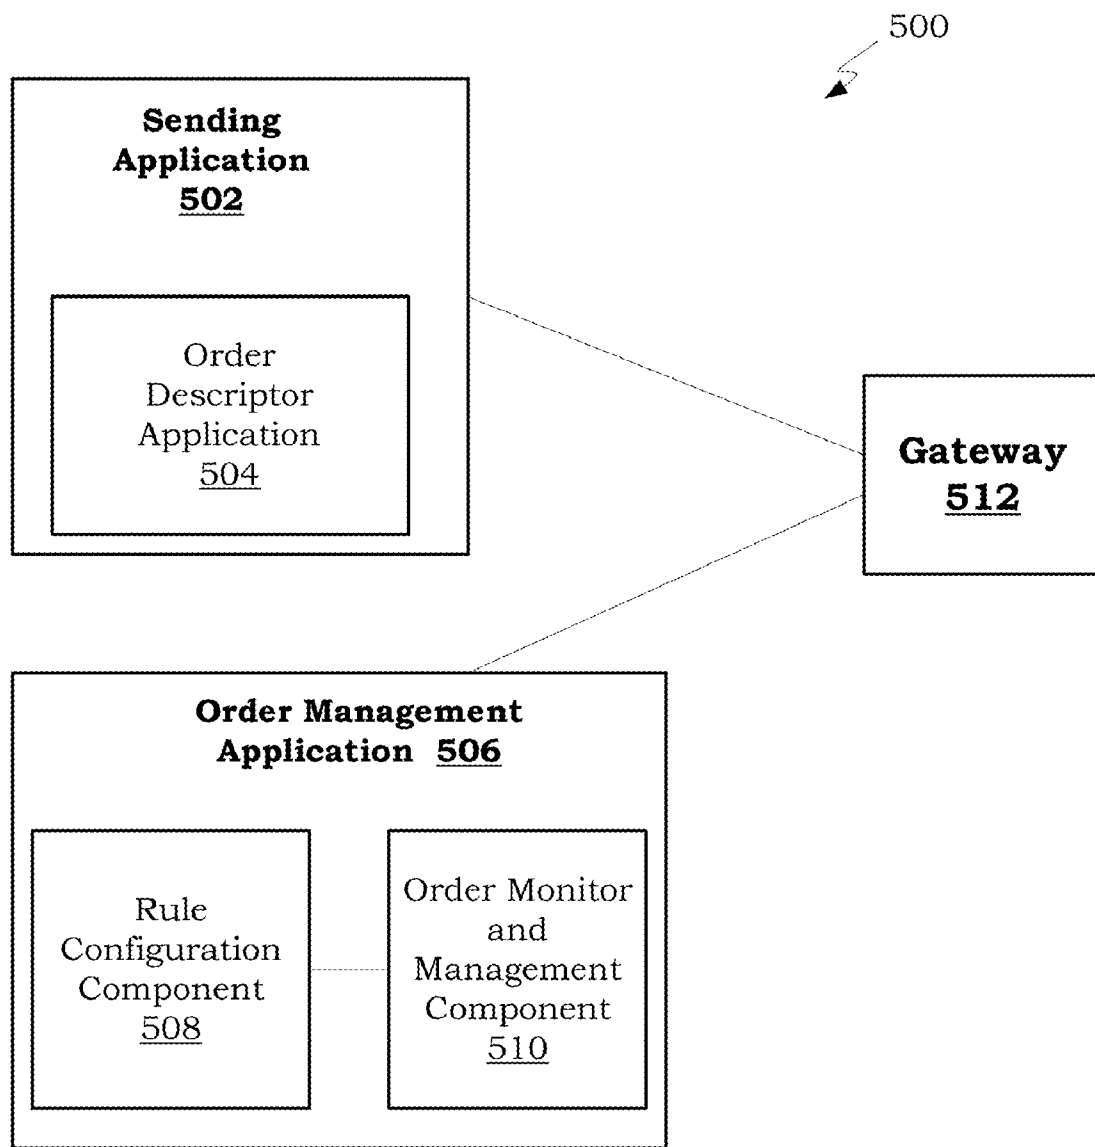 500
Sending
Application
502
Order
Descriptor
Application
504
Gateway
512
Order Management
Application 506
Rule
Configuration
Component
508
Order Monitor
and
Management
Component
510